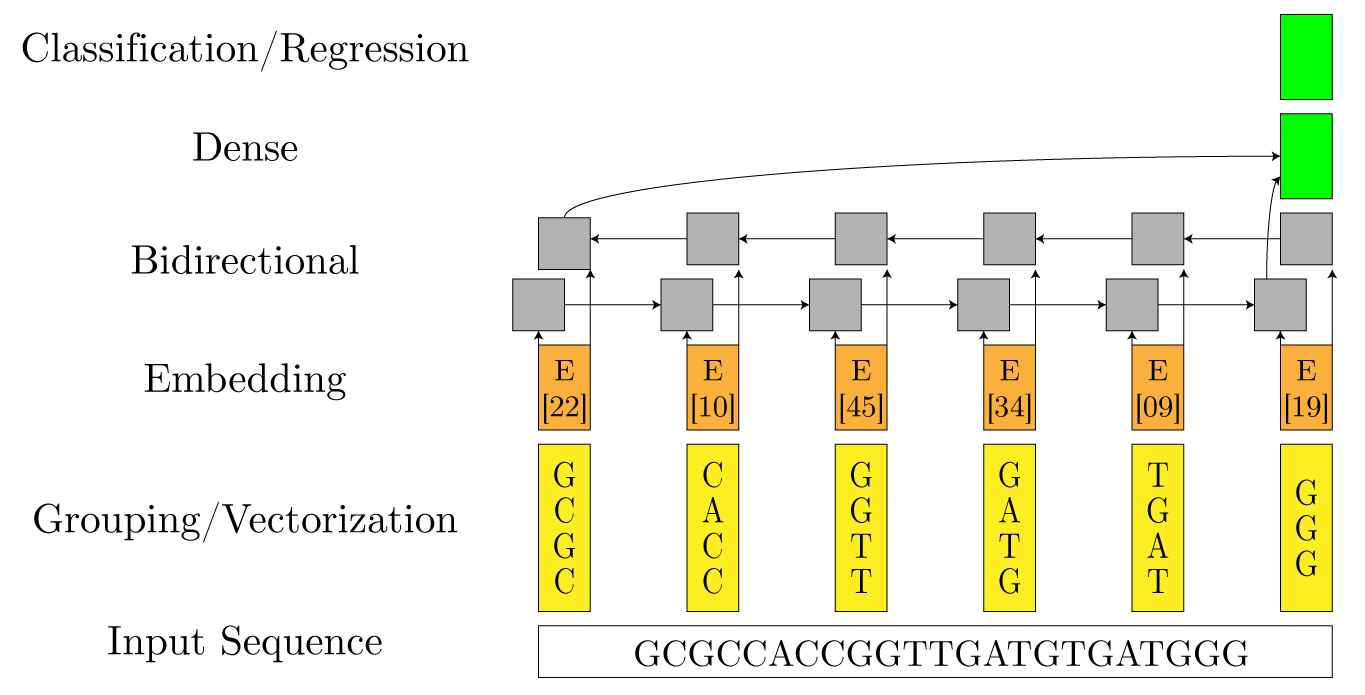 Classification/Regression
Dense
Bidirectional
Embedding
E
[22]
E
[10]
E
[45]
E
[34]
E
[09]
E
[19]
Grouping/Vectorization
G
C
G
C
C
A
C
C
G
G
T
T
G
A
T
G
T
G
A
T
G
G
G
Input Sequence
GCGCCACCGGTTGATGTGATGGG